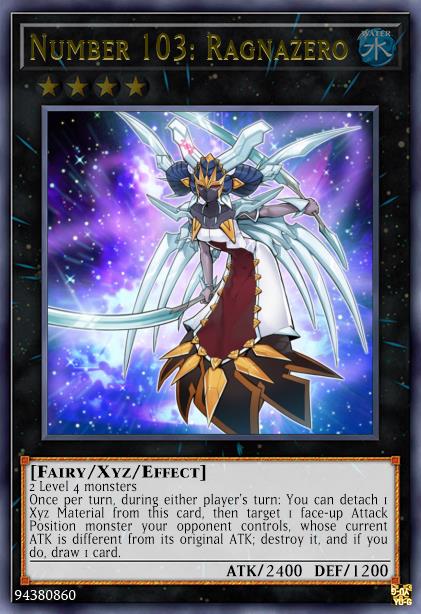 Number 103: Ragnazero
WATER
水
[Fairy/Xyz/Effect]
2 Level 4 monsters
Once per turn, during either player's turn: You can detach 1
Xyz Material from this card, then target 1 face-up Attack
Position monster your opponent controls, whose current
ATK is different from its original ATK; destroy it, and if you
do, draw 1 card.
ATK/2400 DEF/1200
94380860